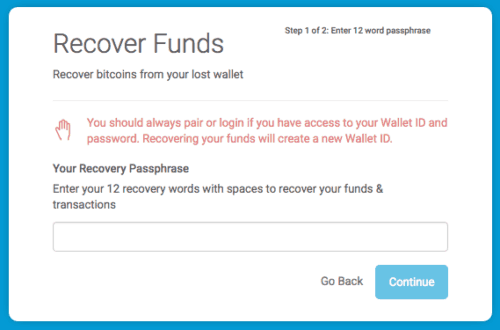 Recover Funds
Step 1 of 2: Enter 12 word passphrase
Recover bitcoins from your lost wallet
You should always pair or login if you have access to your Wallet ID and
password. Recovering your funds will create a new Wallet ID.
Your Recovery Passphrase
Enter your 12 recovery words with spaces to recover your funds &
transactions
Go Back
Continue